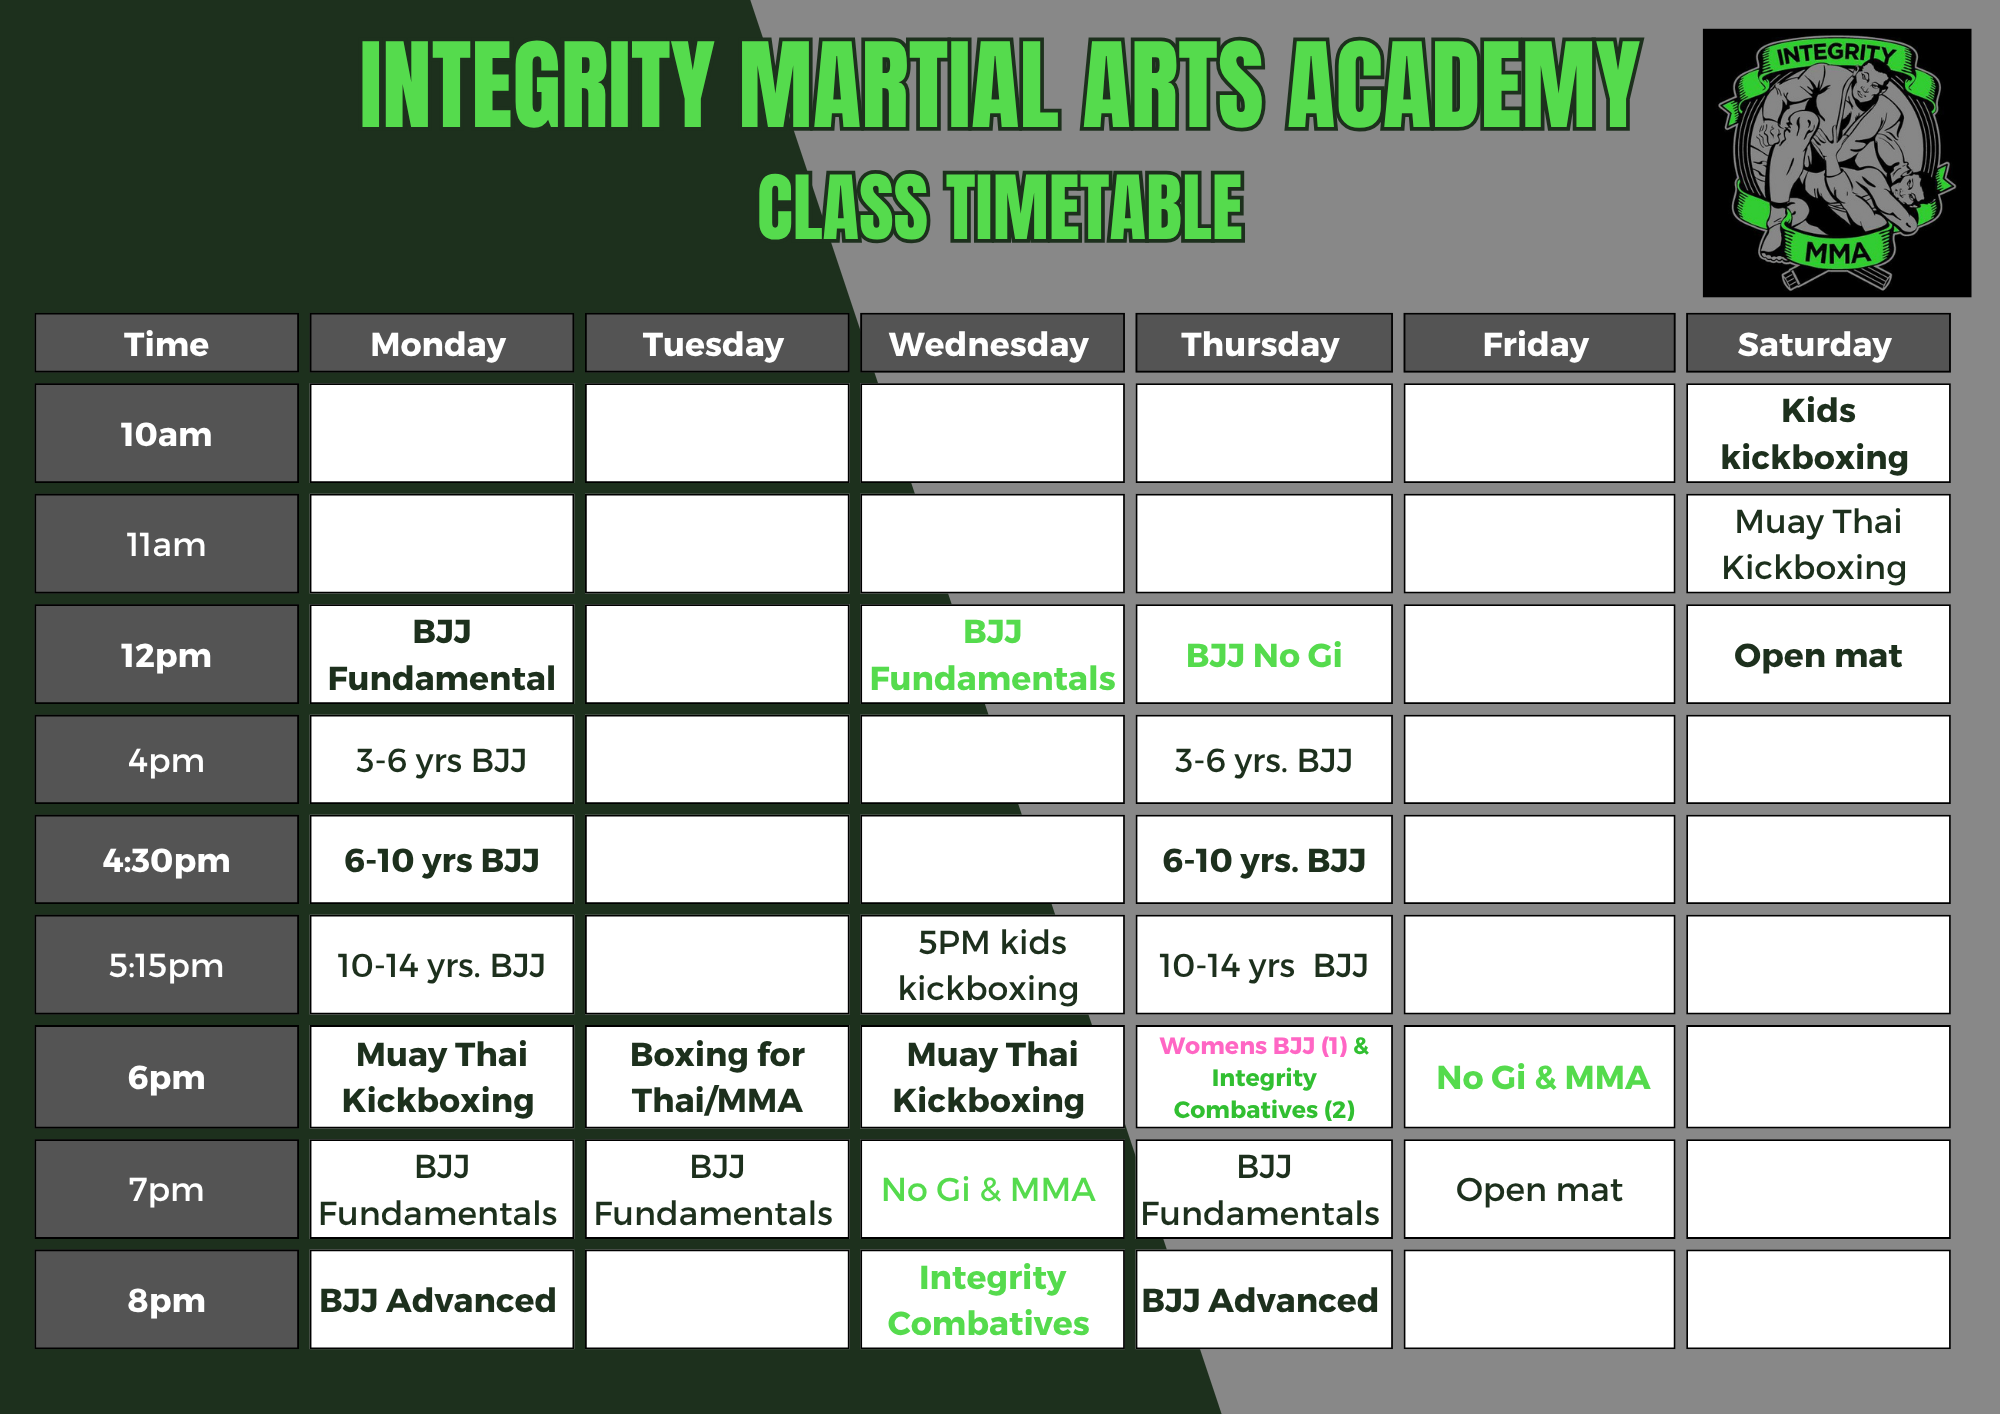 INTEGRITY MARTIAL ARTS ACADEMY
CLASS TIMETABLE
INTEGRITY
MMA
Time Monday Tuesday Wednesday Thursday Friday Saturday
10am
Kids
kickboxing
11am
Muay Thai
Kickboxing
12pm
BJJ
Fundamental
BJJ
Fundamentals
BJJ No Gi
Open mat
4pm
3-6 yrs BJJ
3-6 yrs. BJJ
4:30pm
6-10 yrs BJJ
6-10 yrs. BJJ
5:15pm
10-14 yrs. BJJ
5PM kids
kickboxing
10-14 yrs  BJJ
6pm
Muay Thai
Kickboxing
Boxing for
Thai/MMA
Muay Thai
Kickboxing
Womens BJJ (1) &
Integrity
Combatives (2)
No Gi & MMA
7pm
BJJ
Fundamentals
BJJ
Fundamentals
No Gi & MMA
BJJ
Fundamentals
Open mat
8pm
BJJ Advanced
Integrity
Combatives
BJJ Advanced